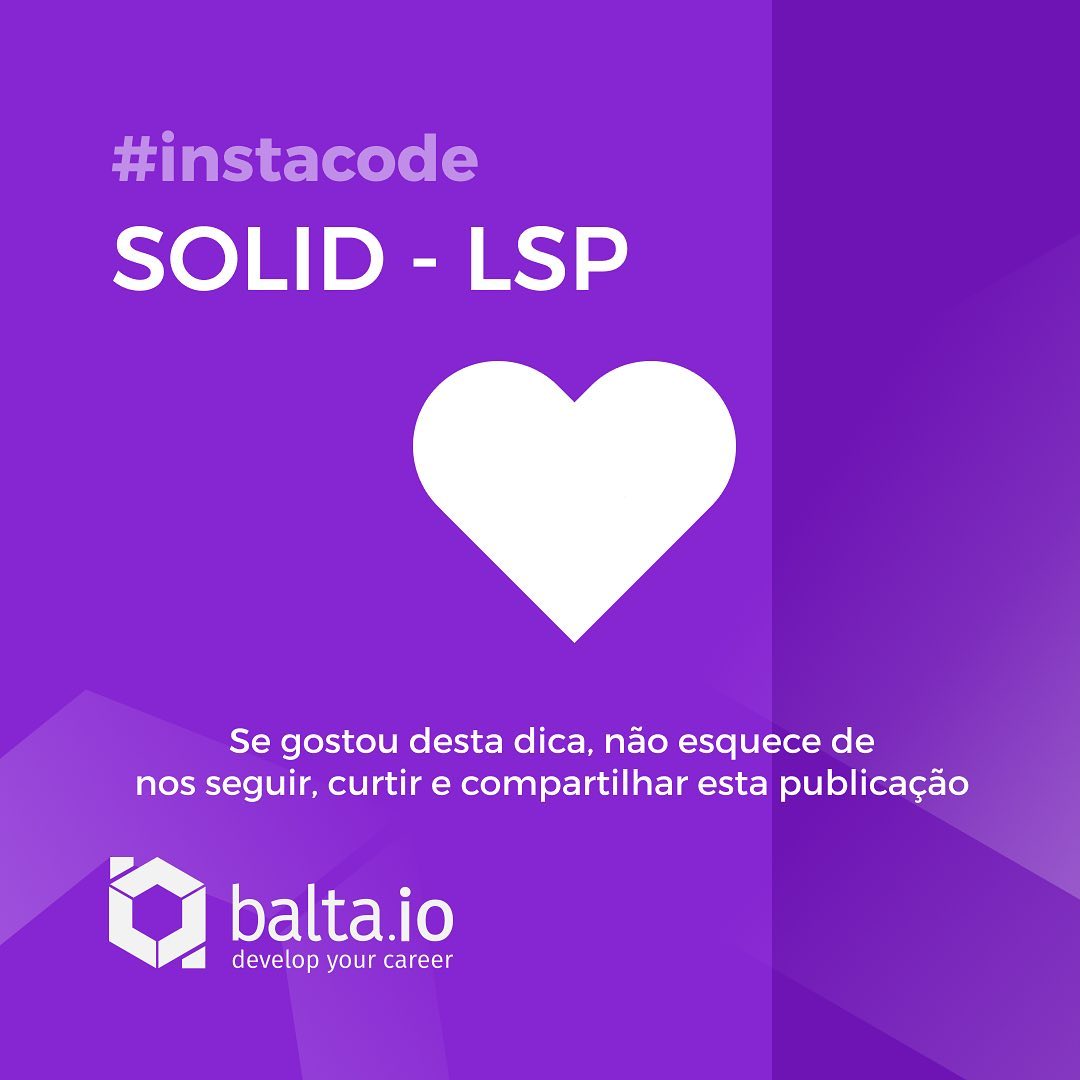 #instacode
SOLID - LSP
Se gostou desta dica, não esquece de
nos seguir, curtir e compartilhar esta publicação
balta.io
develop your career